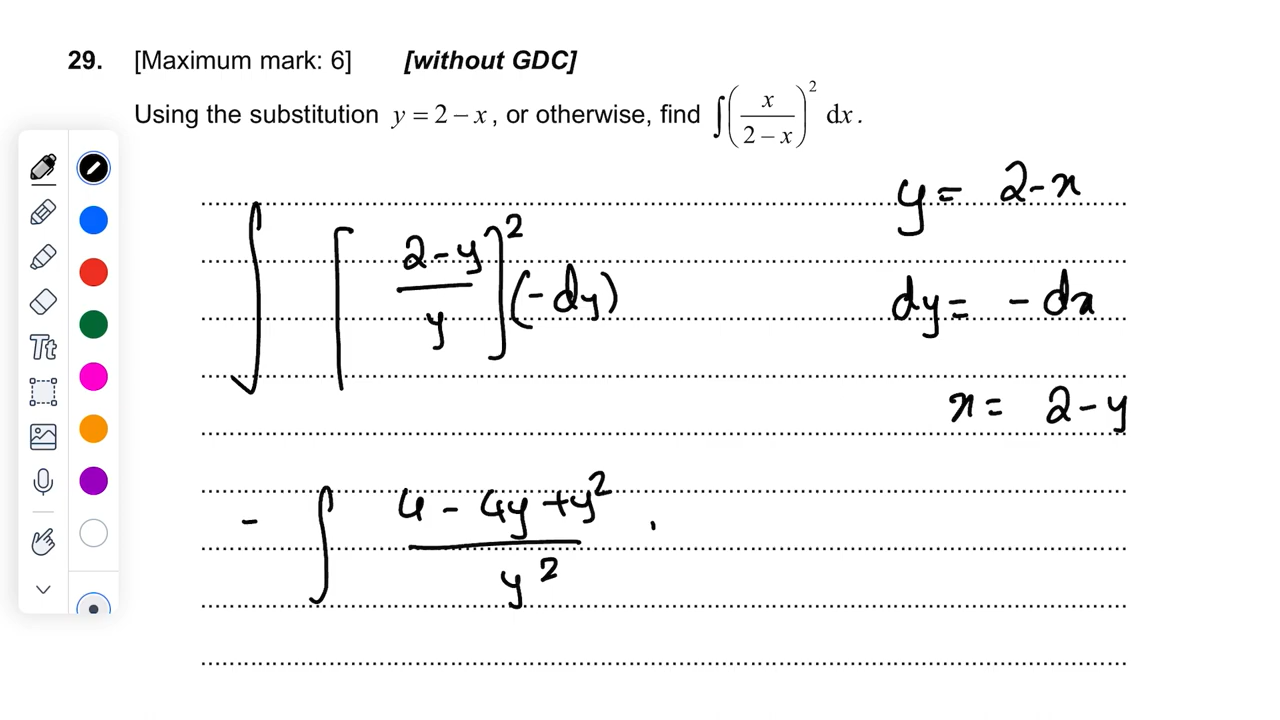 29. [Maximum mark: 6] [without GDC]
Using the substitution y = 2 − x, or otherwise, find ∫(x/(2 − x))² dx.
y = 2-x
∫ [(2-y)/y]² (-dy)
dy = - dx
x = 2-y
- ∫ (4 - 4y + y²)/y²
Tt